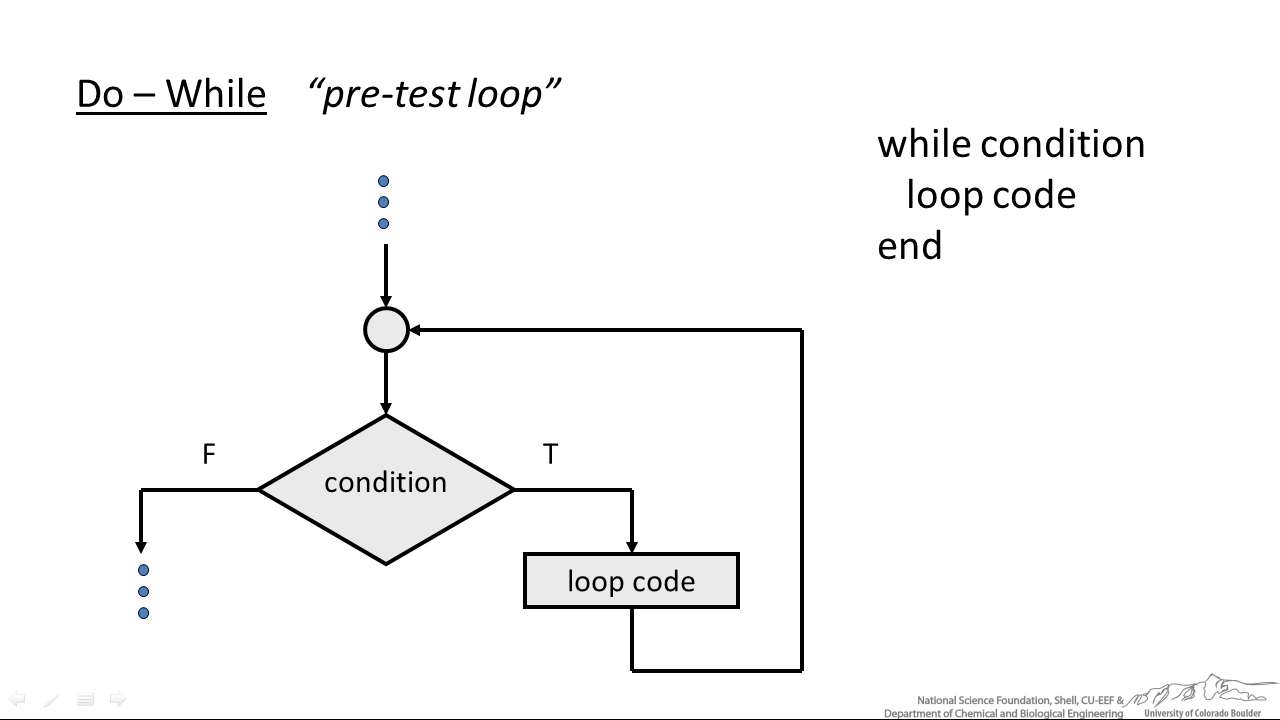 Do – While “pre-test loop”
while condition
loop code
end
F
T
condition
loop code
National Science Foundation, Shell, CU-EEF &
Department of Chemical and Biological Engineering
University of Colorado Boulder